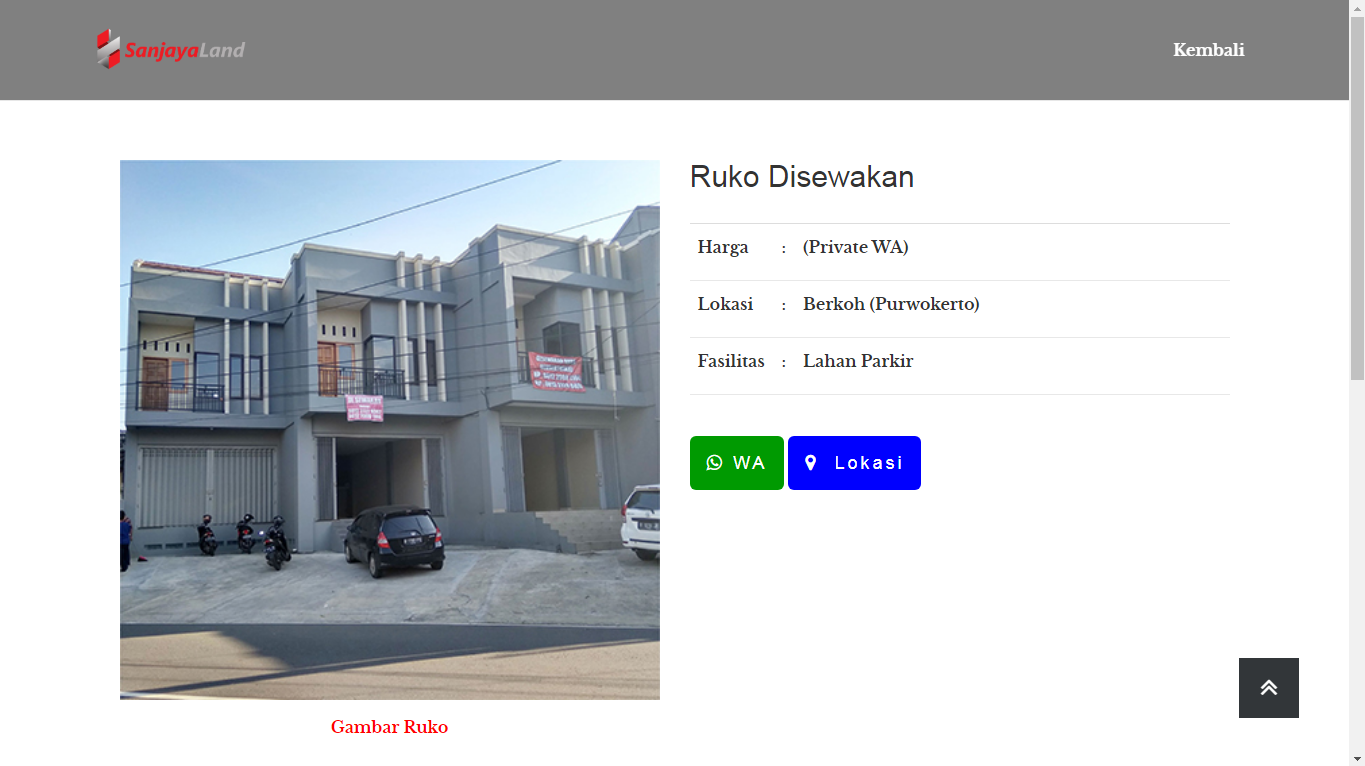 SanjayaLand
Kembali
Ruko Disewakan
Harga : (Private WA)
Lokasi : Berkoh (Purwokerto)
Fasilitas : Lahan Parkir
WA
Lokasi
Gambar Ruko